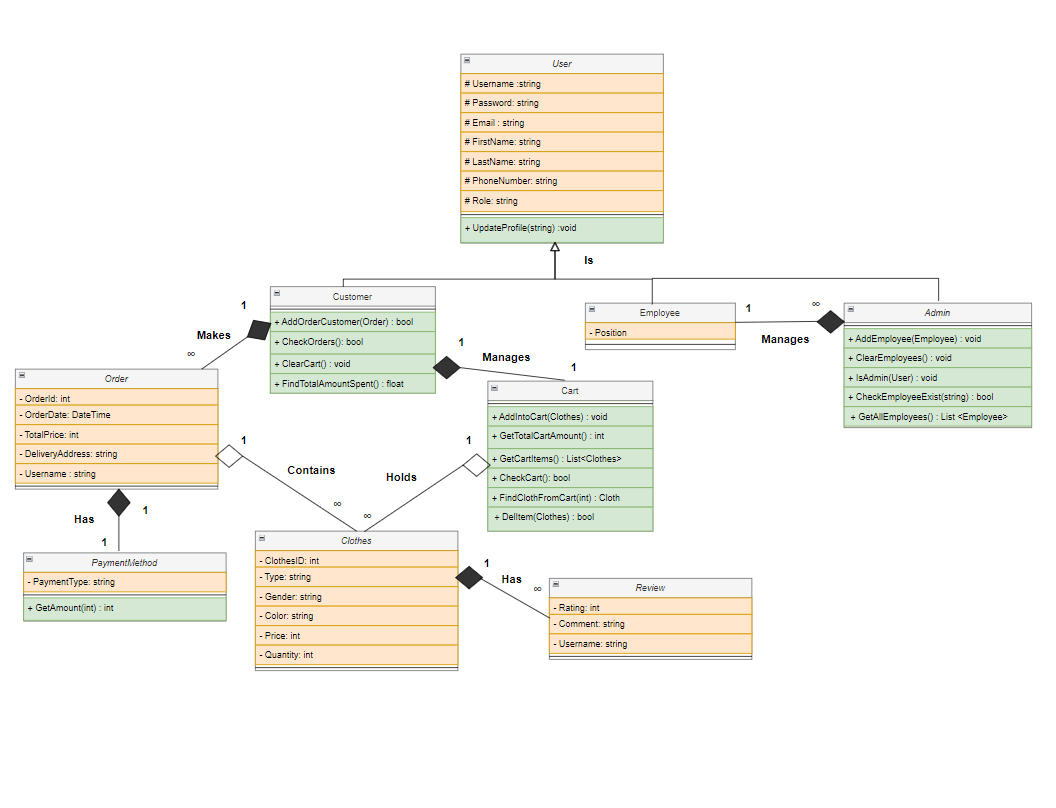 User
# Username :string
# Password: string
# Email : string
# FirstName: string
# LastName: string
# PhoneNumber: string
# Role: string
+ UpdateProfile(string) :void
Is
Customer
+ AddOrderCustomer(Order) : bool
+ CheckOrders(): bool
+ ClearCart() : void
+ FindTotalAmountSpent() : float
Employee
- Position
1
∞
Manages
Admin
+ AddEmployee(Employee) : void
+ ClearEmployees() : void
+ IsAdmin(User) : void
+ CheckEmployeeExist(string) : bool
+ GetAllEmployees() : List <Employee>
1
Makes
∞
1
Manages
1
Order
- OrderId: int
- OrderDate: DateTime
- TotalPrice: int
- DeliveryAddress: string
- Username : string
Cart
+ AddIntoCart(Clothes) : void
+ GetTotalCartAmount() : int
+ GetCartItems() : List<Clothes>
+ CheckCart(): bool
+ FindClothFromCart(int) : Cloth
+ DelItem(Clothes) : bool
1
Contains
∞
1
Holds
∞
Has
1
1
PaymentMethod
- PaymentType: string
+ GetAmount(int) : int
Clothes
- ClothesID: int
- Type: string
- Gender: string
- Color: string
- Price: int
- Quantity: int
1
Has
∞
Review
- Rating: int
- Comment: string
- Username: string